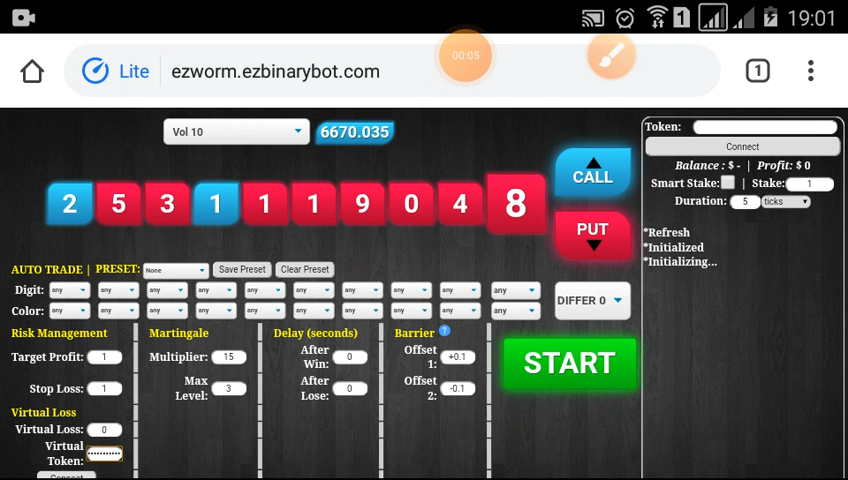 1 19:01
Lite ezworm.ezbinarybot.com 00:05 1
Vol 10 6670.035
2 5 3 1 1 1 9 0 4 8
CALL
PUT
AUTO TRADE | PRESET: None Save Preset Clear Preset
Digit: any any any any any any any any any any DIFFER 0
Color: any any any any any any any any any any
Risk Management
Target Profit: 1
Stop Loss: 1
Virtual Loss
Virtual Loss: 0
Virtual
Token: •••••••••••
Connect
Martingale
Multiplier: 15
Max
Level: 3
Delay (seconds)
After
Win: 0
After
Lose: 0
Barrier ?
Offset
1: +0.1
Offset
2: -0.1
START
Token:
Connect
Balance : $ - | Profit: $ 0
Smart Stake: | Stake: 1
Duration: 5 ticks
*Refresh
*Initialized
*Initializing...